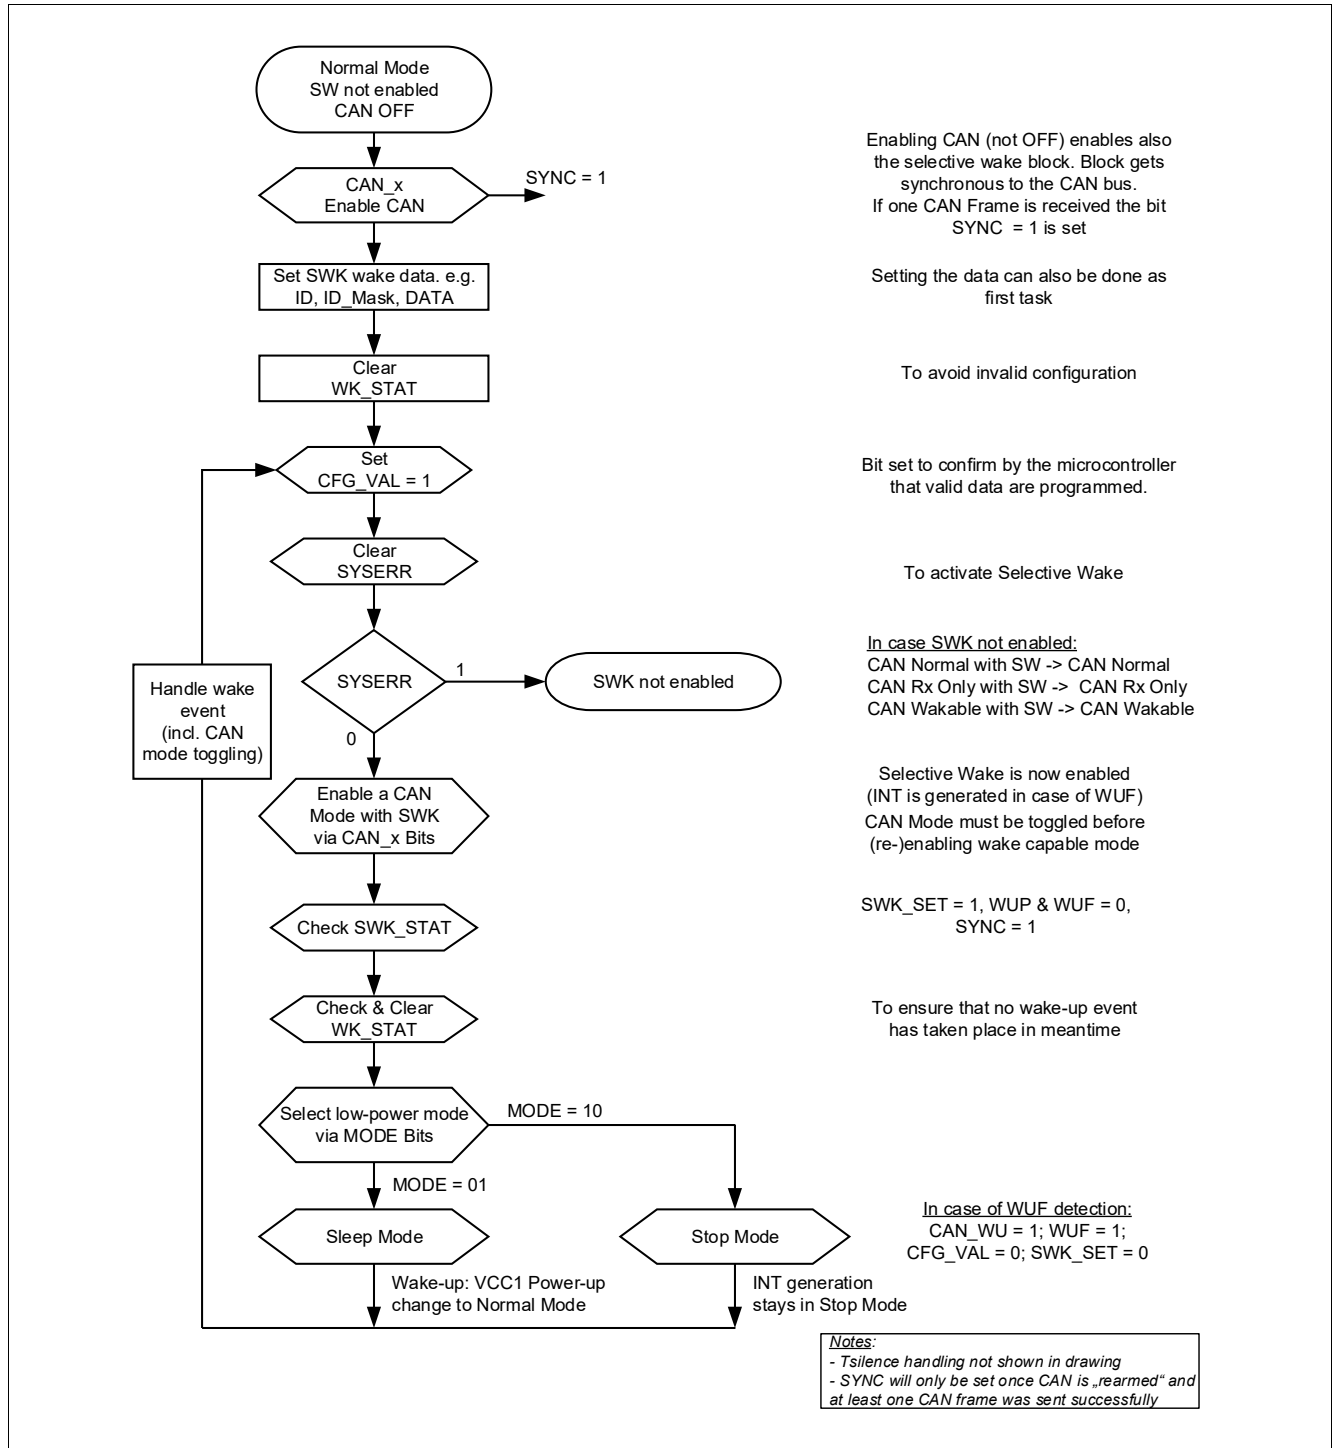 Normal Mode
SW not enabled
CAN OFF
Enabling CAN (not OFF) enables also
the selective wake block. Block gets
synchronous to the CAN bus.
If one CAN Frame is received the bit
SYNC = 1 is set
CAN_x
Enable CAN
SYNC = 1
Set SWK wake data. e.g.
ID, ID_Mask, DATA
Setting the data can also be done as
first task
Clear
WK_STAT
To avoid invalid configuration
Set
CFG_VAL = 1
Bit set to confirm by the microcontroller
that valid data are programmed.
Clear
SYSERR
To activate Selective Wake
SYSERR
1
0
SWK not enabled
In case SWK not enabled:
CAN Normal with SW -> CAN Normal
CAN Rx Only with SW -> CAN Rx Only
CAN Wakable with SW -> CAN Wakable
Handle wake
event
(incl. CAN
mode toggling)
Enable a CAN
Mode with SWK
via CAN_x Bits
Selective Wake is now enabled
(INT is generated in case of WUF)
CAN Mode must be toggled before
(re-)enabling wake capable mode
Check SWK_STAT
SWK_SET = 1, WUP & WUF = 0,
SYNC = 1
Check & Clear
WK_STAT
To ensure that no wake-up event
has taken place in meantime
Select low-power mode
via MODE Bits
MODE = 10
MODE = 01
Sleep Mode
Stop Mode
In case of WUF detection:
CAN_WU = 1; WUF = 1;
CFG_VAL = 0; SWK_SET = 0
Wake-up: VCC1 Power-up
change to Normal Mode
INT generation
stays in Stop Mode
Notes:
- Tsilence handling not shown in drawing
- SYNC will only be set once CAN is „rearmed“ and
at least one CAN frame was sent successfully